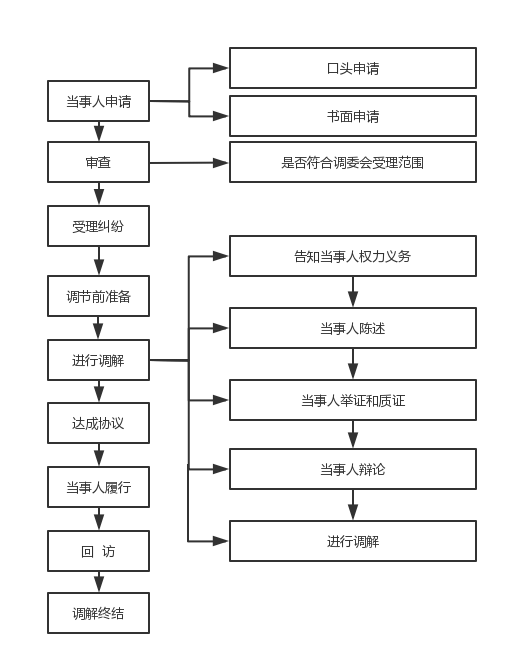 口头申请
当事人申请
书面申请
审查
是否符合调委会受理范围
受理纠纷
告知当事人权力义务
调节前准备
当事人陈述
进行调解
当事人举证和质证
达成协议
当事人辩论
当事人履行
进行调解
回 访
调解终结